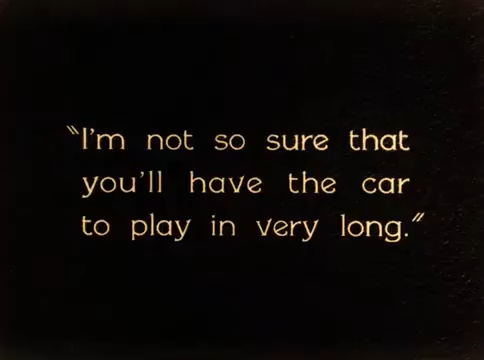 "I'm not so sure that
you'll have the car
to play in very long."